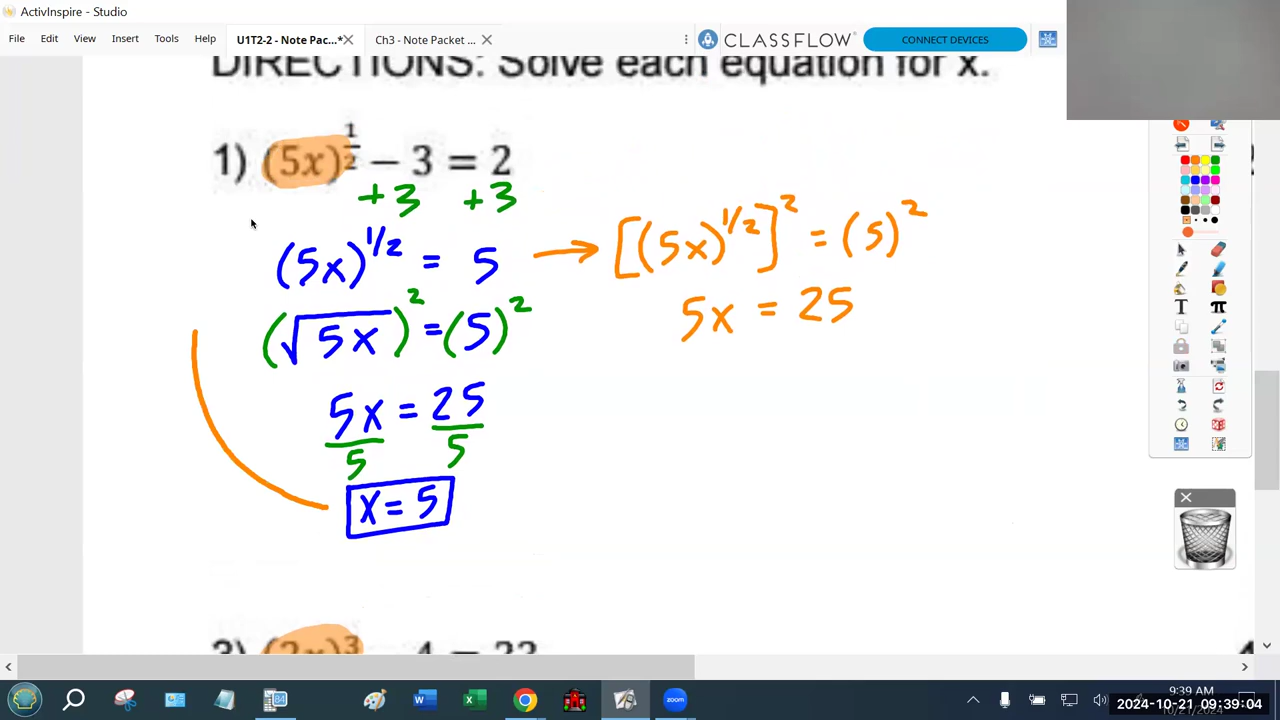 ActivInspire - Studio
File Edit View Insert Tools Help U1T2-2 - Note Pac...* Ch3 - Note Packet ... CLASSFLOW CONNECT DEVICES
DIRECTIONS: Solve each equation for x.
1) (5x)^{1/2} − 3 = 2
+3 +3
(5x)^{1/2} = 5 → [(5x)^{1/2}]^2 = (5)^2
5x = 25
(√5x)^2 = (5)^2
5x = 25
5 5
x = 5
9:39 AM
2024-10-21 09:39:04